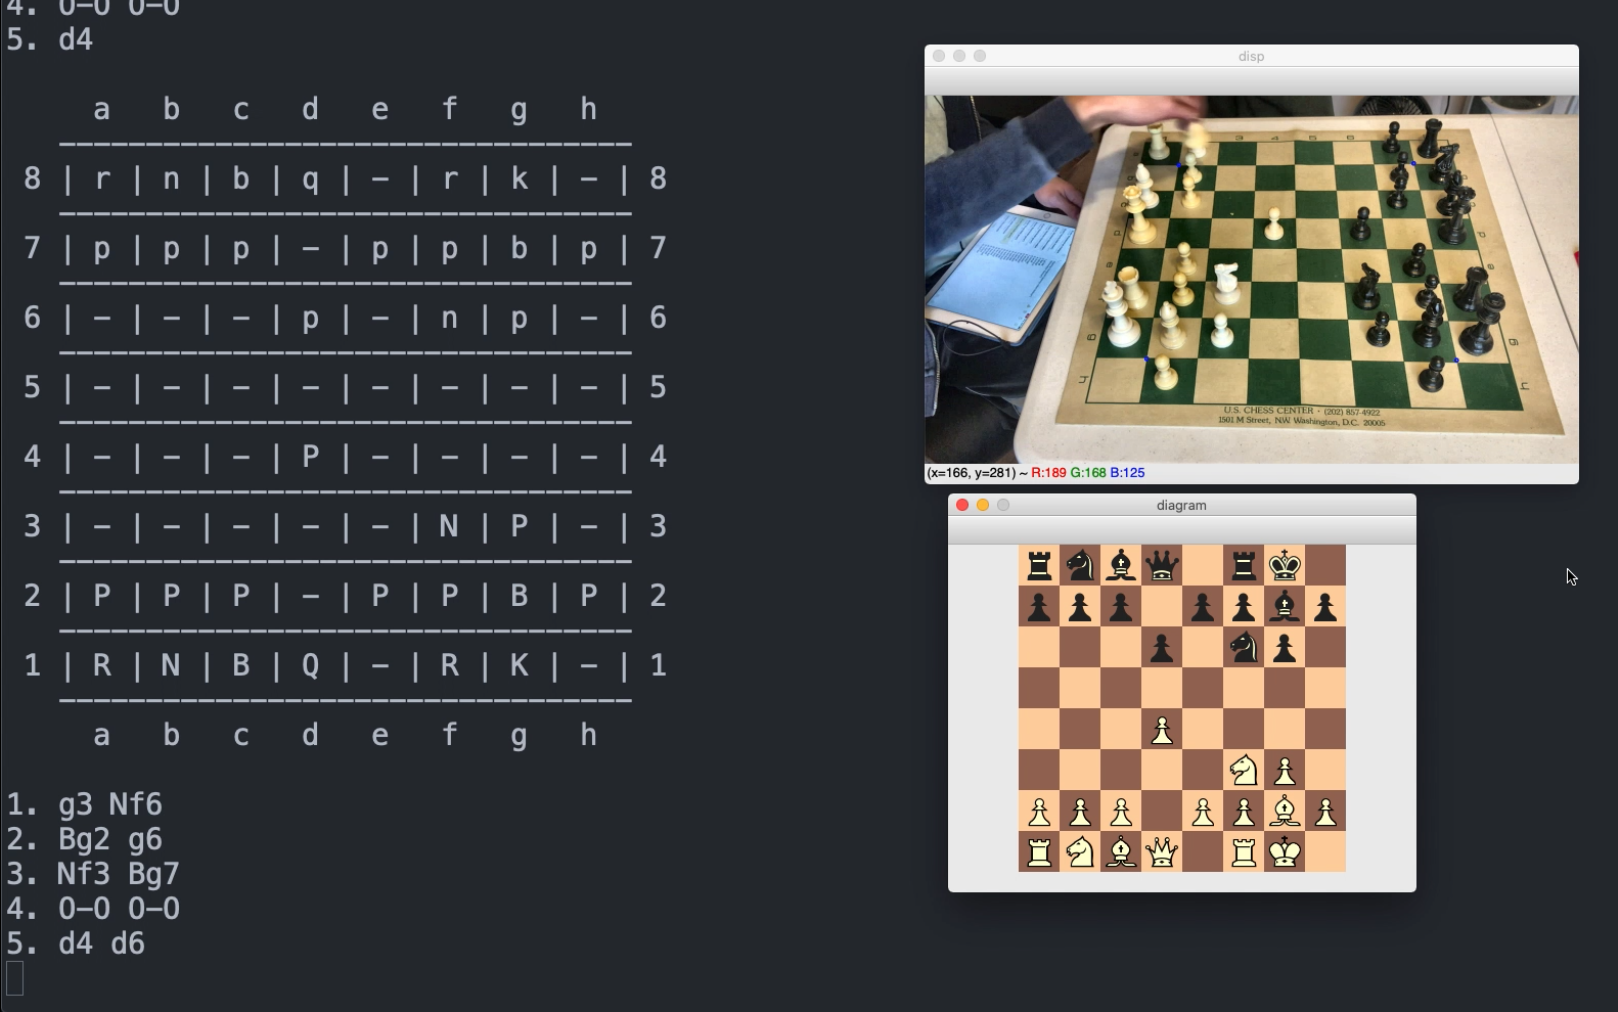 4. O-O O-O
5. d4
a b c d e f g h
8 | r | n | b | q | - | r | k | - | 8
7 | p | p | p | - | p | p | b | p | 7
6 | - | - | - | p | - | n | p | - | 6
5 | - | - | - | - | - | - | - | - | 5
4 | - | - | - | P | - | - | - | - | 4
3 | - | - | - | - | - | N | P | - | 3
2 | P | P | P | - | P | P | B | P | 2
1 | R | N | B | Q | - | R | K | - | 1
a b c d e f g h
1. g3 Nf6
2. Bg2 g6
3. Nf3 Bg7
4. O-O O-O
5. d4 d6
disp
U.S. CHESS CENTER · (202) 857-4922
1501 M Street, N.W. Washington, D.C. 20005
(x=166, y=281) ~ R:189 G:168 B:125
diagram